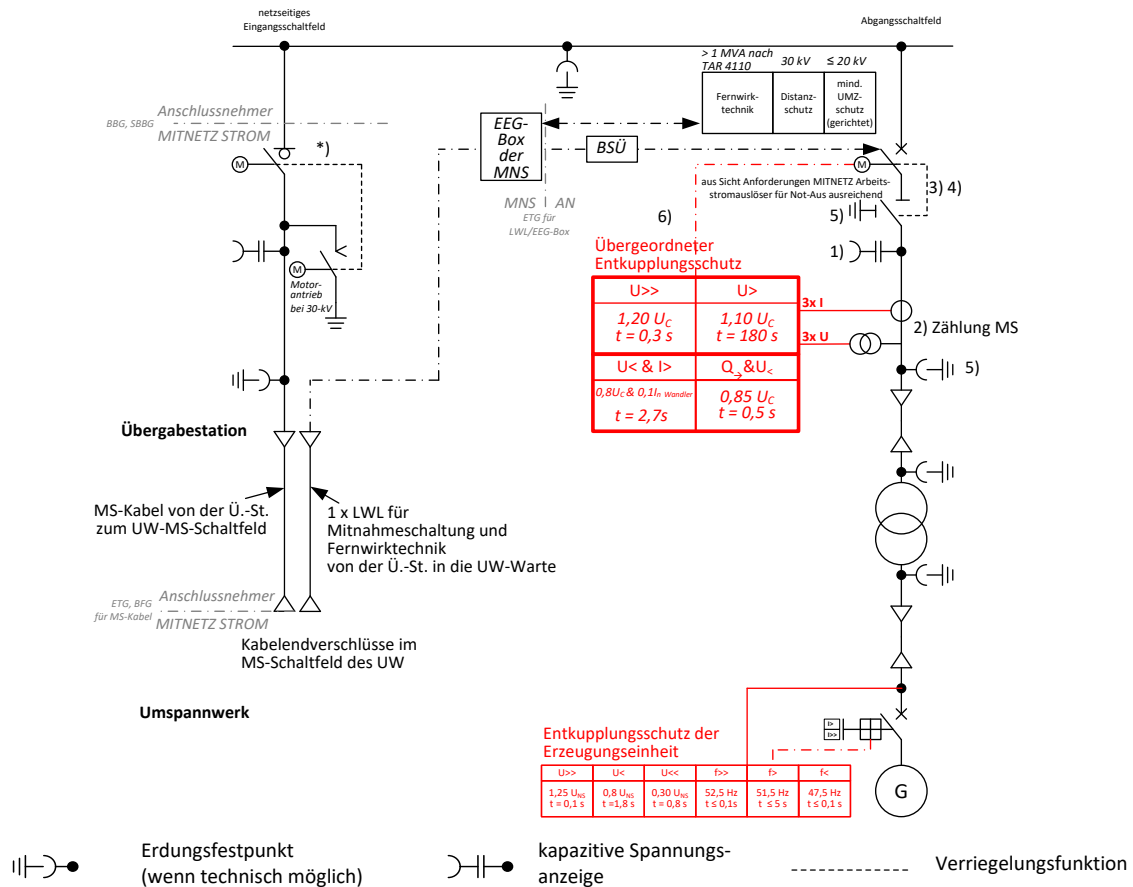 netzseitiges
Eingangsschaltfeld
Abgangsschaltfeld
> 1 MVA nach
TAR 4110
30 kV
≤ 20 kV
Fernwirk-
technik
Distanz-
schutz
mind.
UMZ-
schutz
(gerichtet)
Anschlussnehmer
BBG, SBBG
MITNETZ STROM
*)
M
EEG-
Box
der
MNS
BSÜ
M
aus Sicht Anforderungen MITNETZ Arbeits-
stromauslöser für Not-Aus ausreichend
3) 4)
MNS
AN
ETG für
LWL/EEG-Box
6)
5)
1)
M
Motor-
antrieb
bei 30-kV
Übergeordneter
Entkupplungsschutz
U>>
U>
1,20 UC
t = 0,3 s
1,10 UC
t = 180 s
3x I
3x U
2) Zählung MS
U< & I>
Q→&U<
0,8UC & 0,1In Wandler
t = 2,7s
0,85 UC
t = 0,5 s
5)
Übergabestation
MS-Kabel von der Ü.-St.
zum UW-MS-Schaltfeld
1 x LWL für
Mitnahmeschaltung und
Fernwirktechnik
von der Ü.-St. in die UW-Warte
ETG, BFG
für MS-Kabel
Anschlussnehmer
MITNETZ STROM
Kabelendverschlüsse im
MS-Schaltfeld des UW
Umspannwerk
Entkupplungsschutz der
Erzeugungseinheit
I>
I>>
U>>
U<
U<<
f>>
f>
f<
1,25 UNS
t = 0,1 s
0,8 UNS
t =1,8 s
0,30 UNS
t = 0,8 s
52,5 Hz
t ≤ 0,1s
51,5 Hz
t ≤ 5 s
47,5 Hz
t ≤ 0,1 s
G
Erdungsfestpunkt
(wenn technisch möglich)
kapazitive Spannungs-
anzeige
Verriegelungsfunktion